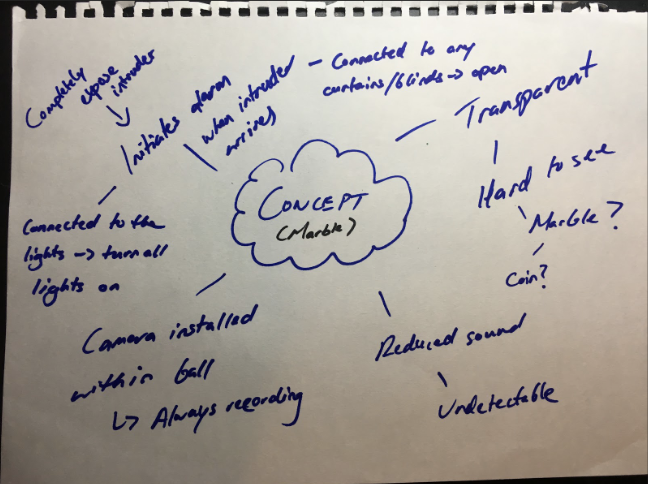 Completely
expose
intruder
Initiates alarm
when intruder
arrives
- Connected to any
curtains/blinds -> open
Transparent
Hard to see
Marble?
Coin?
CONCEPT
(Marble)
Connected to the
lights -> turn all
lights on
Camera installed
within ball
↳ Always recording
Reduced sound
Undetectable